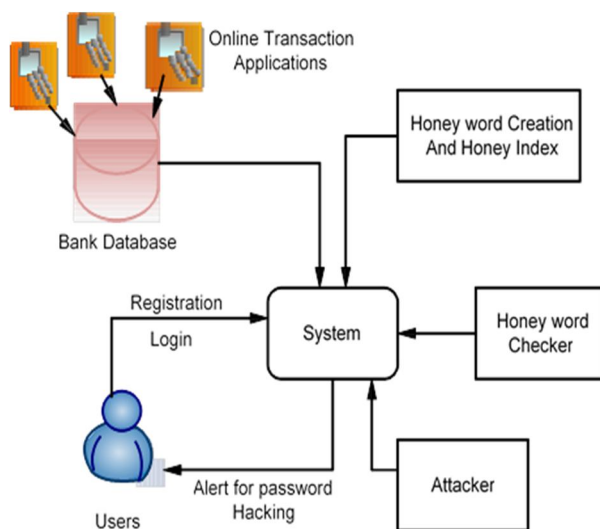 Online Transaction
Applications
Honey word Creation
And Honey Index
Bank Database
Registration
Login
System
Honey word
Checker
Alert for password
Hacking
Attacker
Users